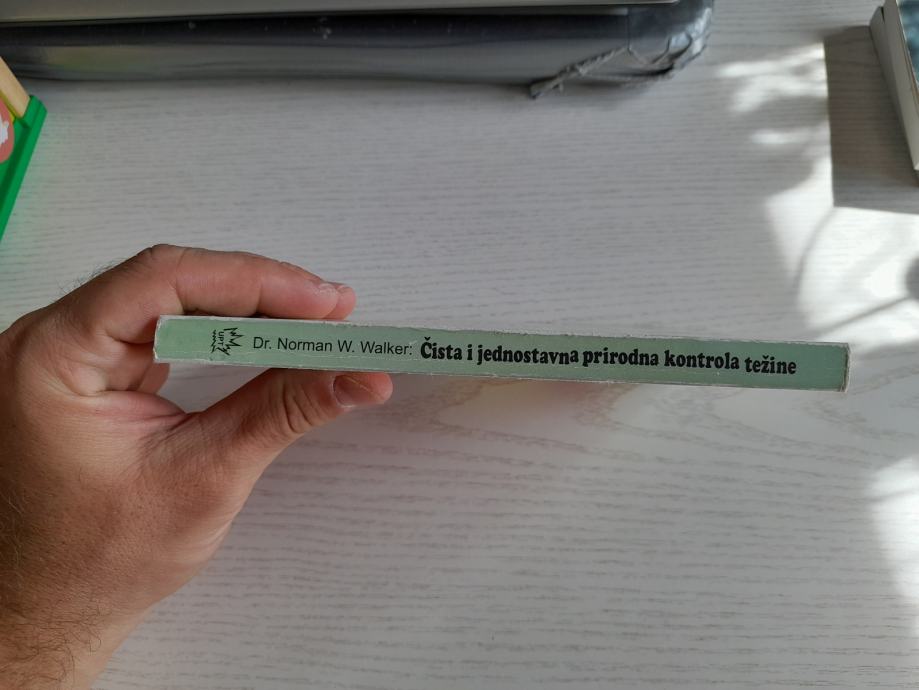 Dr. Norman W. Walker: Čista i jednostavna prirodna kontrola težine